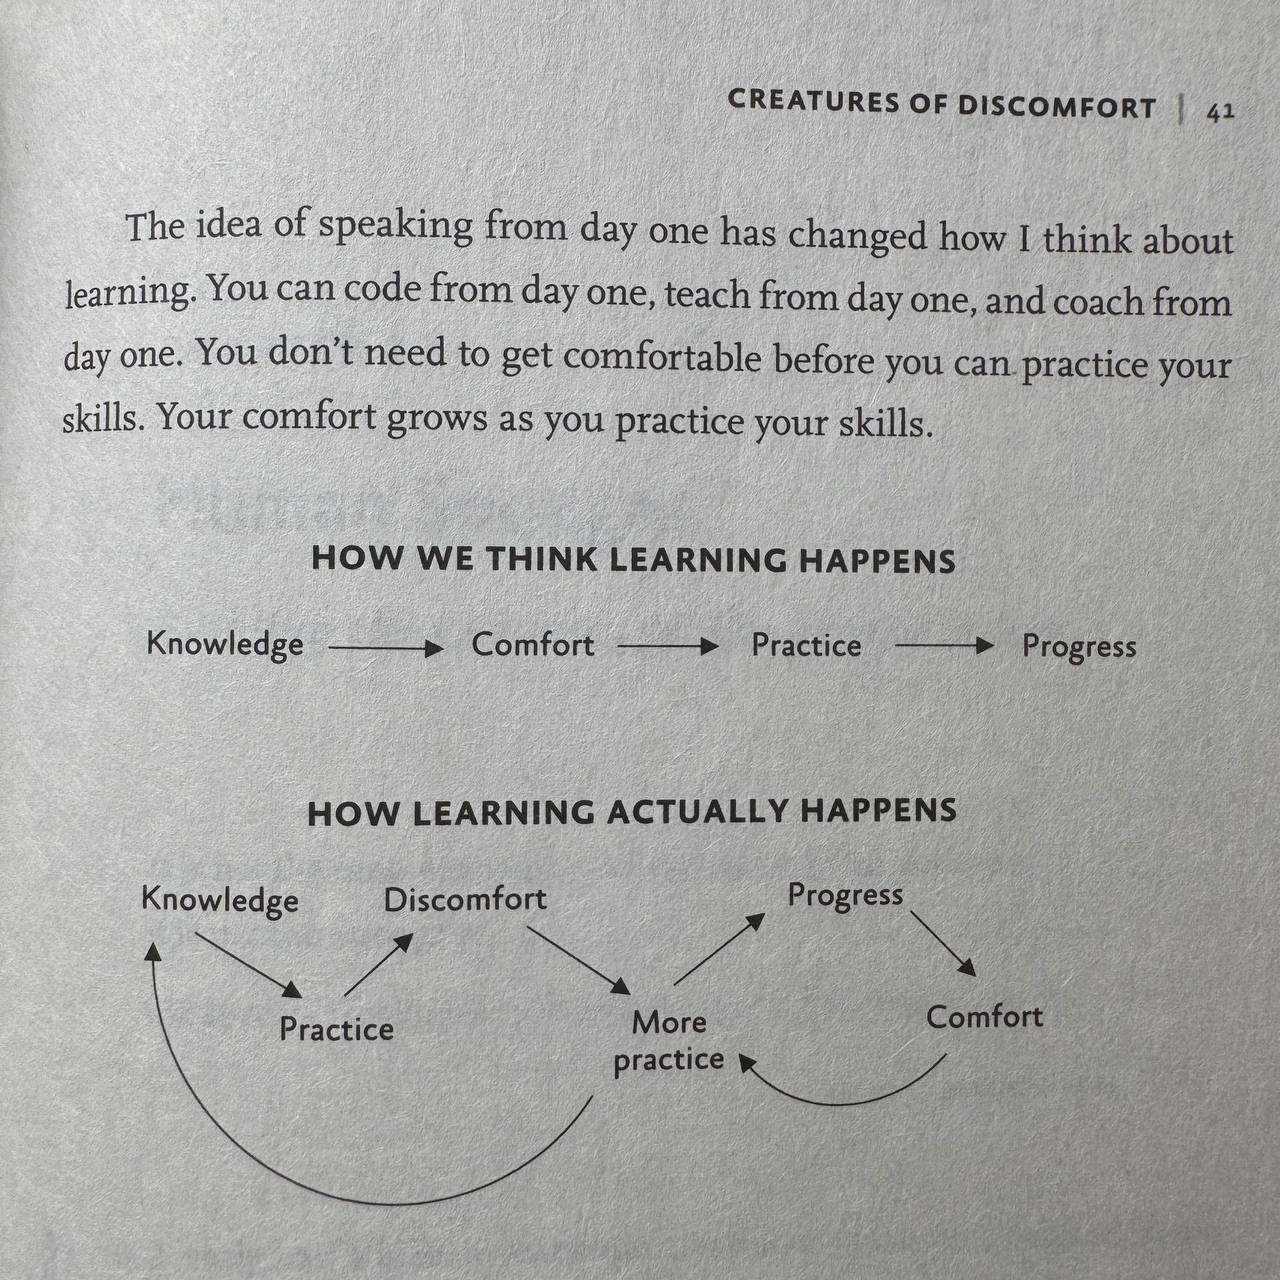 CREATURES OF DISCOMFORT | 41
The idea of speaking from day one has changed how I think about
learning. You can code from day one, teach from day one, and coach from
day one. You don't need to get comfortable before you can practice your
skills. Your comfort grows as you practice your skills.
HOW WE THINK LEARNING HAPPENS
Knowledge Comfort Practice Progress
HOW LEARNING ACTUALLY HAPPENS
Knowledge Discomfort Progress
Practice More practice Comfort